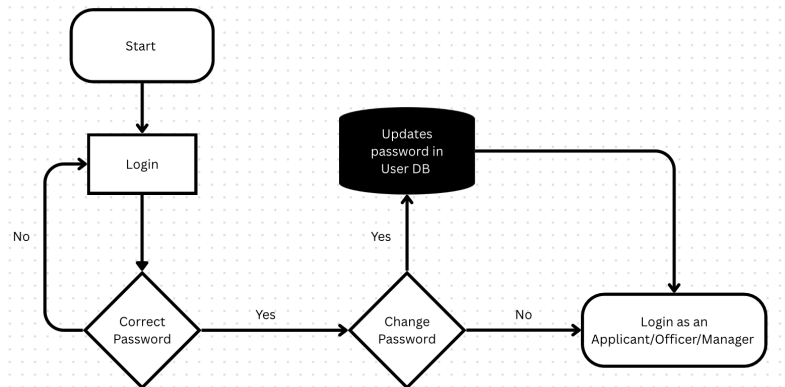 Start
Login
No
Correct
Password
Yes
Change
Password
Yes
Updates
password in
User DB
No
Login as an
Applicant/Officer/Manager